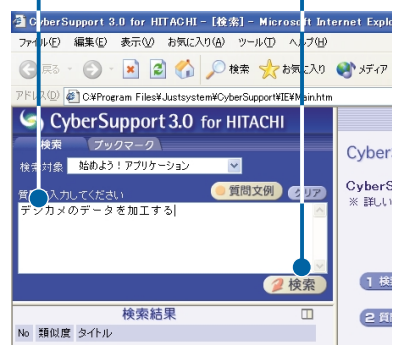 CyberSupport 3.0 for HITACHI - [検索] - Microsoft Internet Explo
ファイル(F) 編集(E) 表示(V) お気に入り(A) ツール(T) ヘルプ(H)
戻る 検索 お気に入り メディア
アドレス(D) C:¥Program Files¥Justsystem¥CyberSupport¥IE¥Main.htm
CyberSupport 3.0 for HITACHI
検索 ブックマーク
検索対象 始めよう!アプリケーション
質 入力してください 質問文例 クリア
デジカメのデータを加工する
2 検索
検索結果
No 類似度 タイトル
Cyber
CyberS
※ 詳しい
1 検
2 質